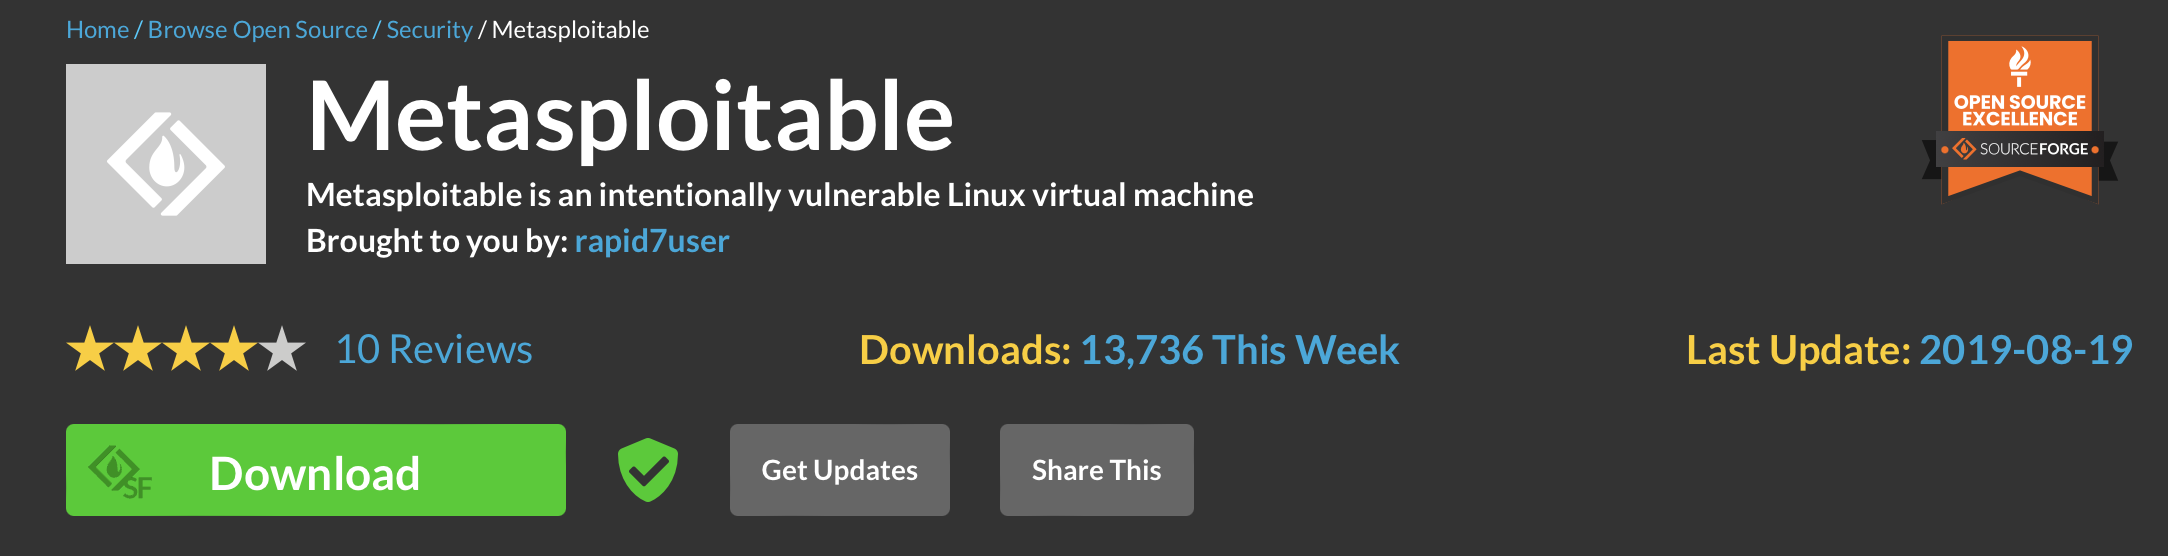 Home / Browse Open Source / Security / Metasploitable
Metasploitable
Metasploitable is an intentionally vulnerable Linux virtual machine
Brought to you by: rapid7user
OPEN SOURCE
EXCELLENCE
SOURCEFORGE
10 Reviews
Downloads: 13,736 This Week
Last Update: 2019-08-19
SF
Download
Get Updates
Share This